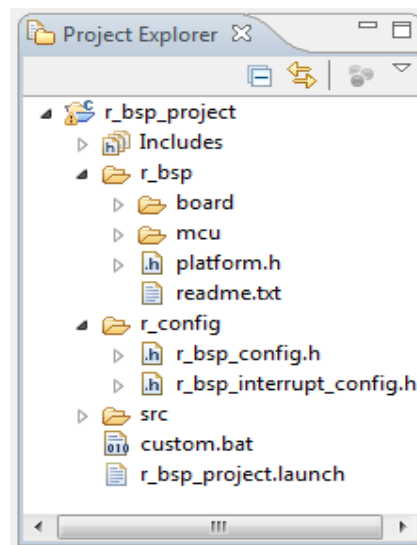 Project Explorer
r_bsp_project
Includes
r_bsp
board
mcu
platform.h
readme.txt
r_config
r_bsp_config.h
r_bsp_interrupt_config.h
src
custom.bat
r_bsp_project.launch